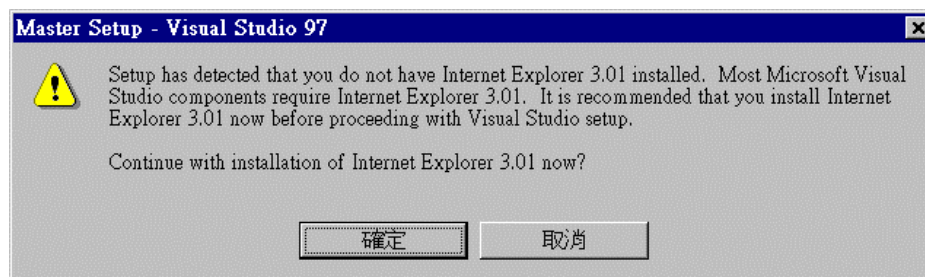 Master Setup - Visual Studio 97
Setup has detected that you do not have Internet Explorer 3.01 installed. Most Microsoft Visual
Studio components require Internet Explorer 3.01. It is recommended that you install Internet
Explorer 3.01 now before proceeding with Visual Studio setup.
Continue with installation of Internet Explorer 3.01 now?
確定
取消